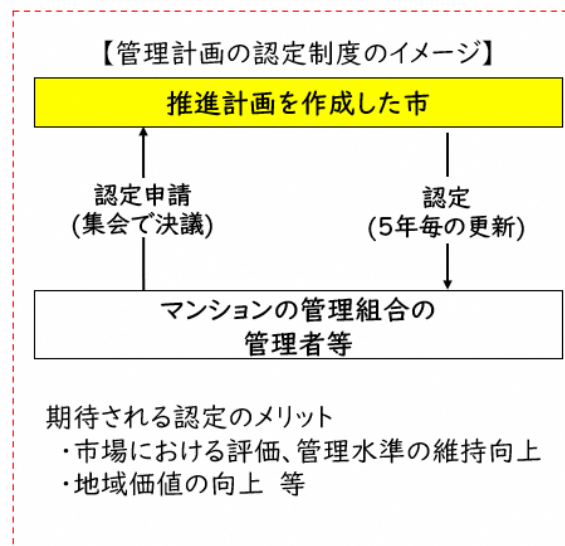 【管理計画の認定制度のイメージ】
推進計画を作成した市
認定申請
(集会で決議)
認定
(5年毎の更新)
マンションの管理組合の
管理者等
期待される認定のメリット
・市場における評価、管理水準の維持向上
・地域価値の向上 等